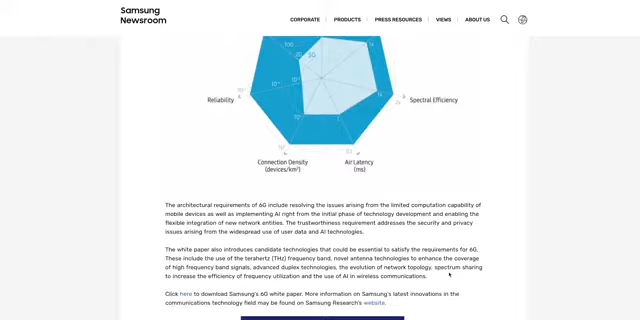 Samsung
Newsroom
CORPORATE
PRODUCTS
PRESS RESOURCES
VIEWS
ABOUT US
100
5G
Reliability
Spectral Efficiency
Connection Density
(devices/km²)
Air Latency
(ms)
The architectural requirements of 6G include resolving the issues arising from the limited computation capability of
mobile devices as well as implementing AI right from the initial phase of technology development and enabling the
flexible integration of new network entities. The trustworthiness requirement addresses the security and privacy
issues arising from the widespread use of user data and AI technologies.
The white paper also introduces candidate technologies that could be essential to satisfy the requirements for 6G.
These include the use of the terahertz (THz) frequency band, novel antenna technologies to enhance the coverage
of high frequency band signals, advanced duplex technologies, the evolution of network topology, spectrum sharing
to increase the efficiency of frequency utilization and the use of AI in wireless communications.
Click here to download Samsung's 6G white paper. More information on Samsung's latest innovations in the
communications technology field may be found on Samsung Research's website.